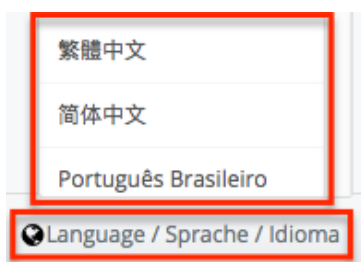 繁體中文
简体中文
Português Brasileiro
Language / Sprache / Idioma